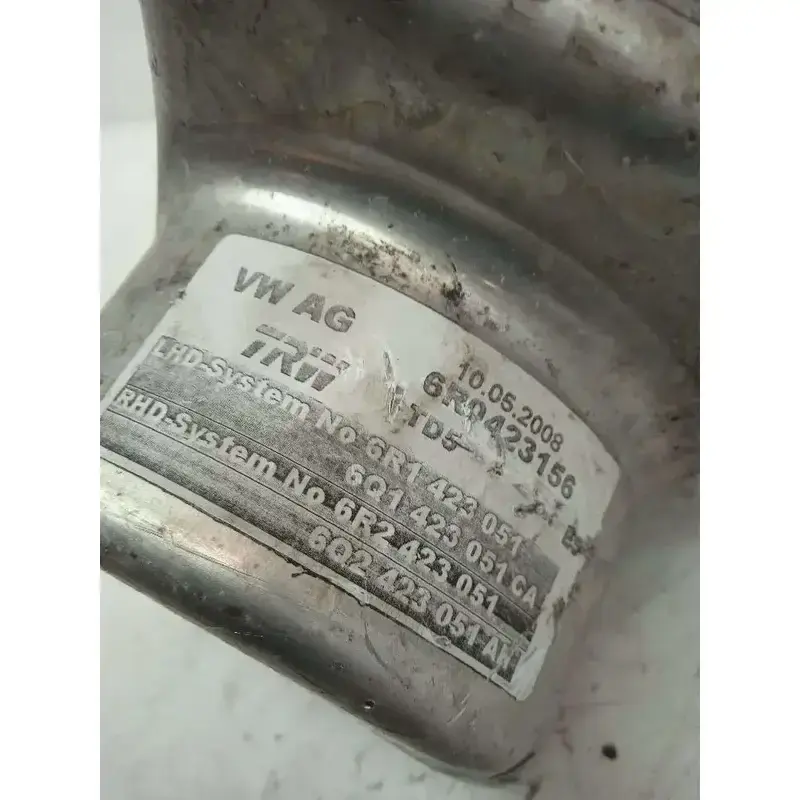 VW AG
TRW
10.05.2008
6R0423156
TD5
LHD-System No 6R1 423 051
6Q1 423 051 CA
RHD-System No 6R2 423 051
6Q2 423 051